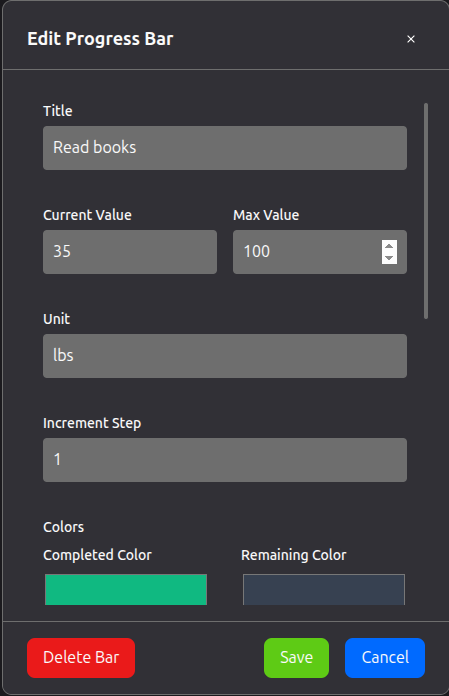 Edit Progress Bar ×
Title
Read books
Current Value Max Value
35 100
Unit
lbs
Increment Step
1
Colors
Completed Color Remaining Color
Delete Bar Save Cancel